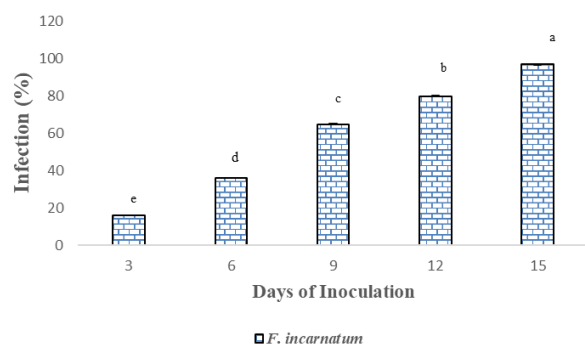 120
100
80
60
40
20
0
Infection (%)
e
d
c
b
a
3 6 9 12 15
Days of Inoculation
F. incarnatum